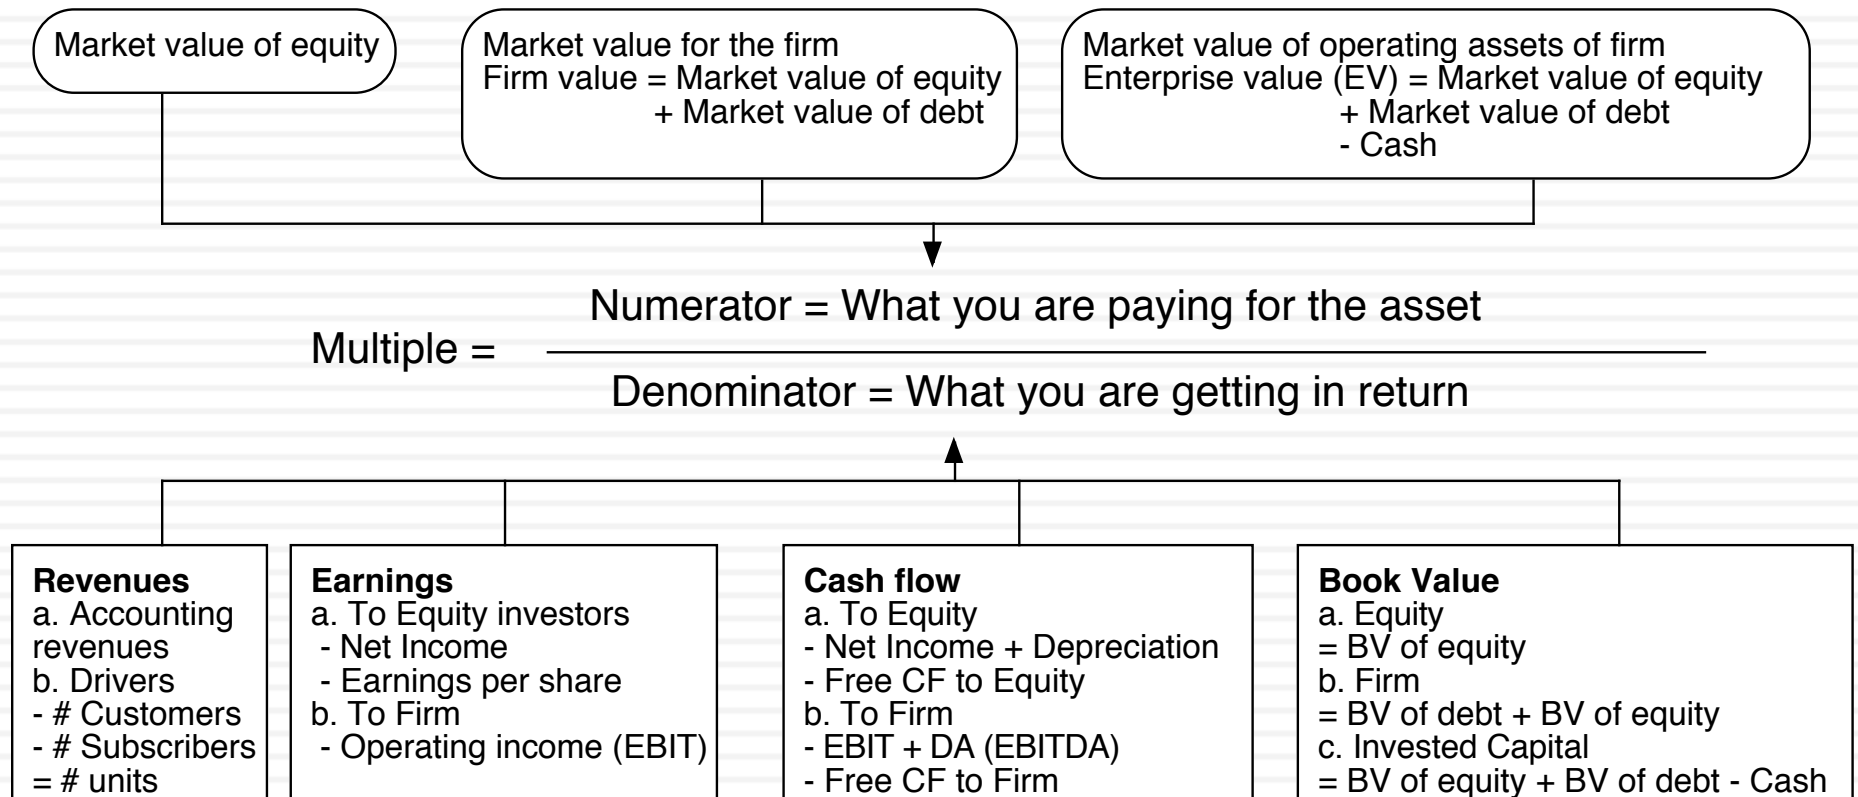 Market value of equity
Market value for the firm
Firm value = Market value of equity
+ Market value of debt
Market value of operating assets of firm
Enterprise value (EV) = Market value of equity
+ Market value of debt
- Cash
Numerator = What you are paying for the asset
Multiple =
Denominator = What you are getting in return
Revenues
a. Accounting
revenues
b. Drivers
- # Customers
- # Subscribers
= # units
Earnings
a. To Equity investors
- Net Income
- Earnings per share
b. To Firm
- Operating income (EBIT)
Cash flow
a. To Equity
- Net Income + Depreciation
- Free CF to Equity
b. To Firm
- EBIT + DA (EBITDA)
- Free CF to Firm
Book Value
a. Equity
= BV of equity
b. Firm
= BV of debt + BV of equity
c. Invested Capital
= BV of equity + BV of debt - Cash